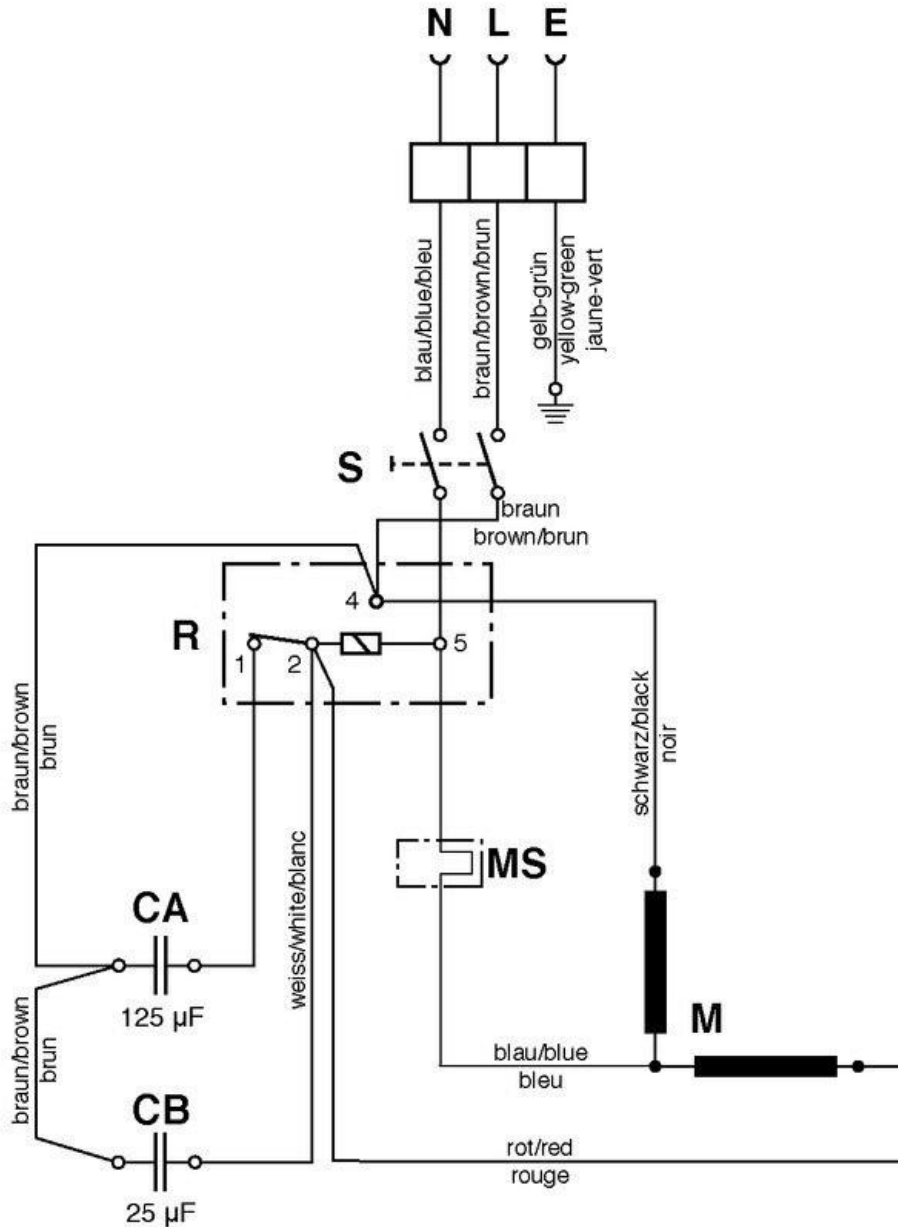 N L E
blau/blue/bleu
braun/brown/brun
gelb-grün
yellow-green
jaune-vert
S
braun
brown/brun
4
R
1
2
5
braun/brown
brun
schwarz/black
noir
MS
weiss/white/blanc
CA
125 µF
M
blau/blue
bleu
braun/brown
brun
CB
25 µF
rot/red
rouge